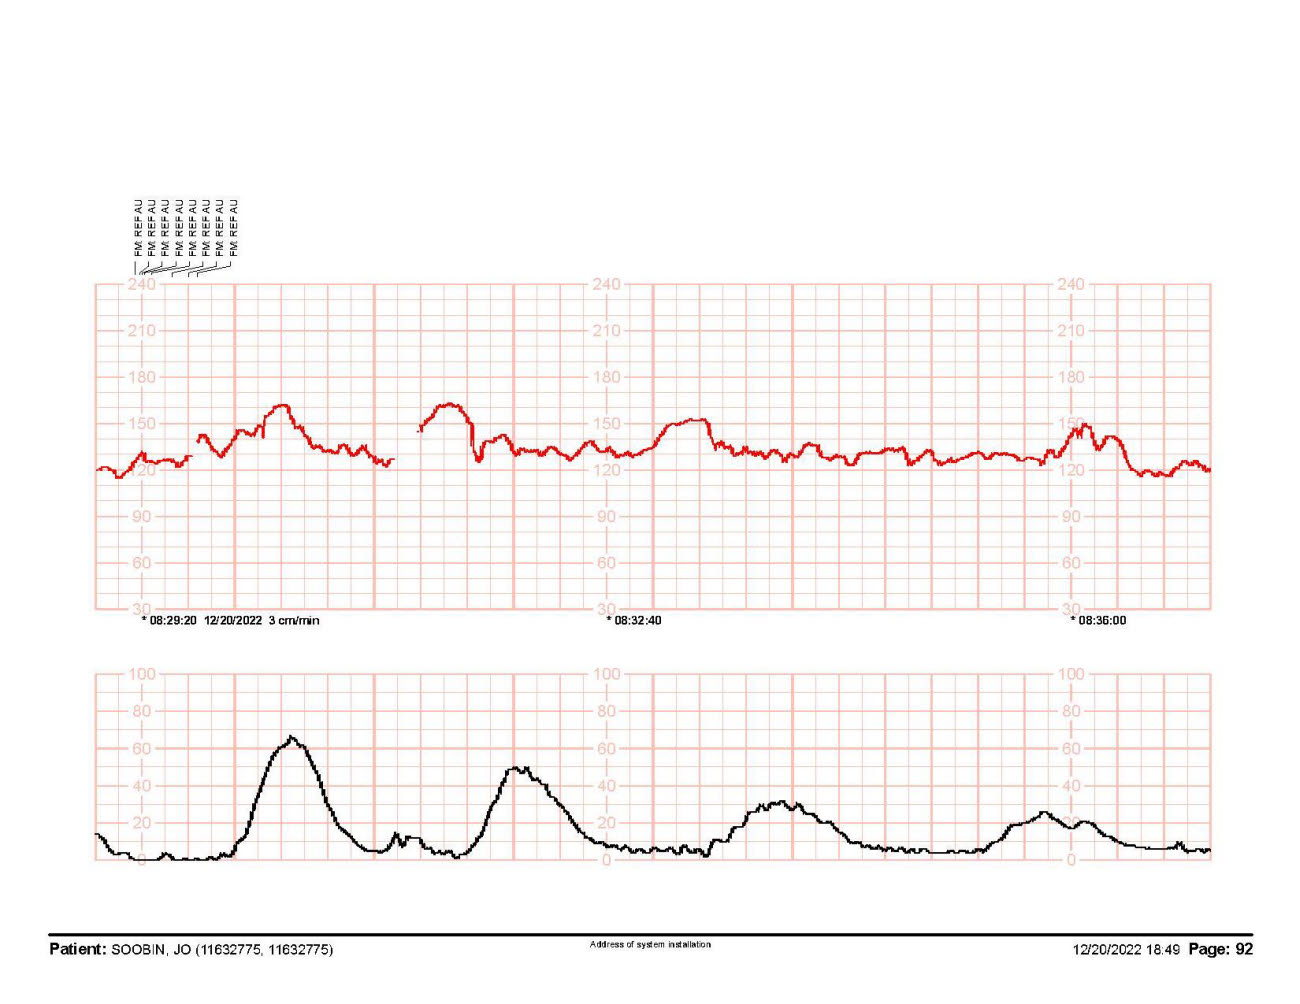 FM: REF AU
FM: REF AU
FM: REF AU
FM: REF AU
FM: REF AU
FM: REF AU
FM: REF AU
FM: REF AU
240 240 240
210 210 210
180 180 180
150 150 150
120 120 120
90 90 90
60 60 60
30 30 30
* 08:29:20 12/20/2022 3 cm/min * 08:32:40 * 08:36:00
100 100 100
80 80 80
60 60 60
40 40 40
20 20 20
0 0 0
Patient: SOOBIN, JO (11632775, 11632775) Address of system installation 12/20/2022 18:49 Page: 92